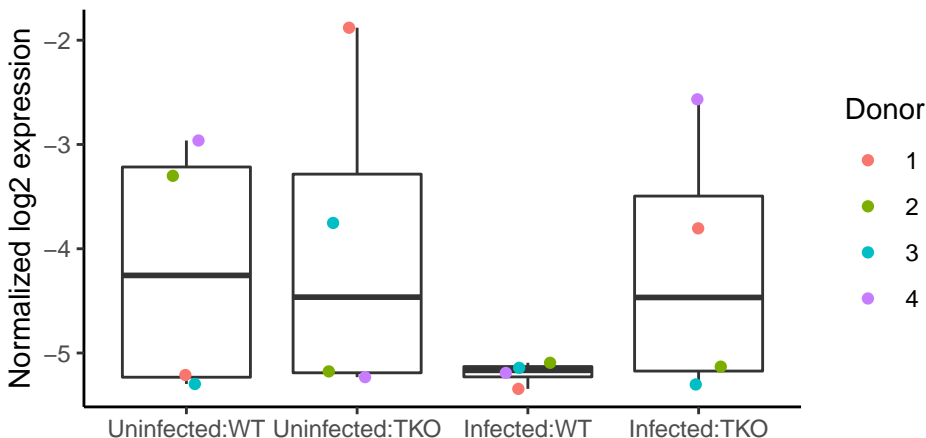 Normalized log2 expression
−2
−3
−4
−5
Uninfected:WT
Uninfected:TKO
Infected:WT
Infected:TKO
Donor
1
2
3
4